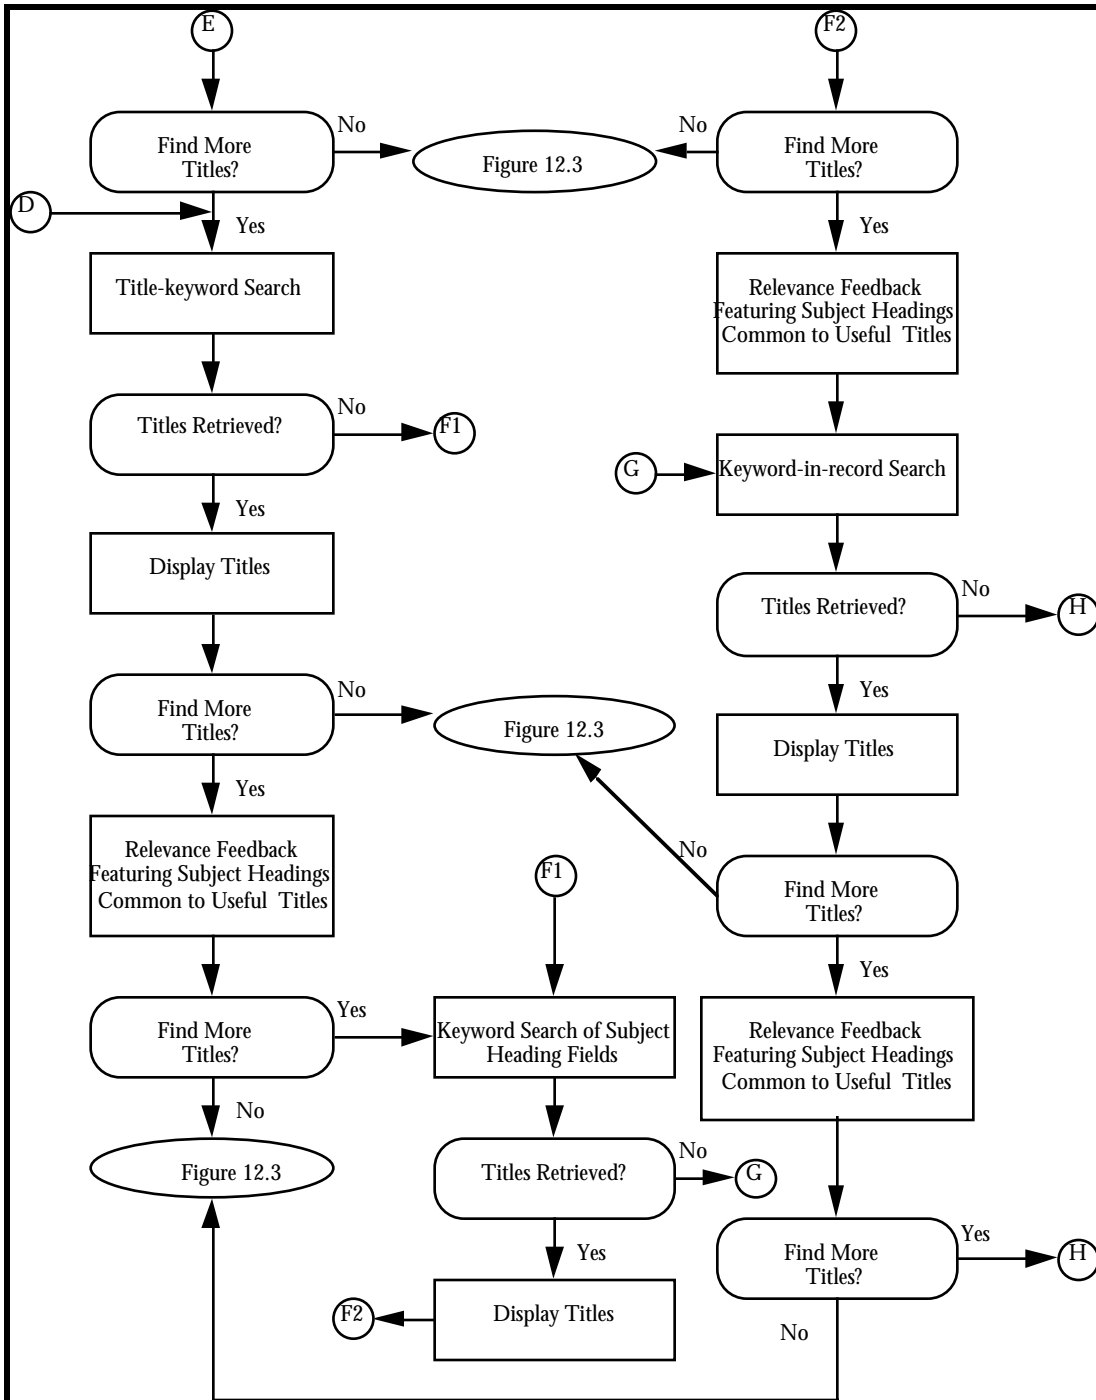 E
Find More
Titles?
No
Figure 12.3
D
Yes
Title-keyword Search
Titles Retrieved?
No
F1
Yes
Display Titles
Find More
Titles?
No
Figure 12.3
Yes
Relevance Feedback
Featuring Subject Headings
Common to Useful Titles
Find More
Titles?
Yes
No
Figure 12.3
F1
Keyword Search of Subject
Heading Fields
Titles Retrieved?
No
G
Yes
Display Titles
F2
F2
Find More
Titles?
No
Yes
Relevance Feedback
Featuring Subject Headings
Common to Useful Titles
G
Keyword-in-record Search
Titles Retrieved?
No
H
Yes
Display Titles
Find More
Titles?
No
Yes
Relevance Feedback
Featuring Subject Headings
Common to Useful Titles
Find More
Titles?
Yes
H
No